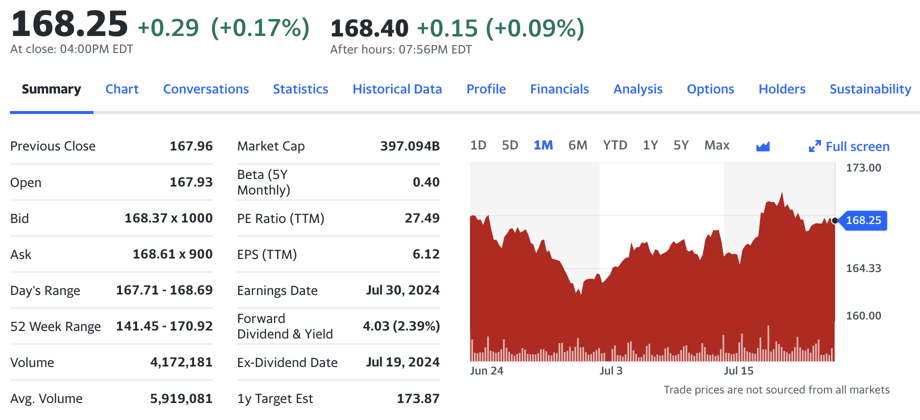 168.25 +0.29 (+0.17%) 168.40 +0.15 (+0.09%)
At close: 04:00PM EDT After hours: 07:56PM EDT
Summary Chart Conversations Statistics Historical Data Profile Financials Analysis Options Holders Sustainability
Previous Close 167.96
Open 167.93
Bid 168.37 x 1000
Ask 168.61 x 900
Day's Range 167.71 - 168.69
52 Week Range 141.45 - 170.92
Volume 4,172,181
Avg. Volume 5,919,081
Market Cap 397.094B
Beta (5Y
Monthly) 0.40
PE Ratio (TTM) 27.49
EPS (TTM) 6.12
Earnings Date Jul 30, 2024
Forward
Dividend & Yield 4.03 (2.39%)
Ex-Dividend Date Jul 19, 2024
1y Target Est 173.87
1D 5D 1M 6M YTD 1Y 5Y Max Full screen
173.00
168.25
164.33
160.00
Jun 24 Jul 3 Jul 15
Trade prices are not sourced from all markets